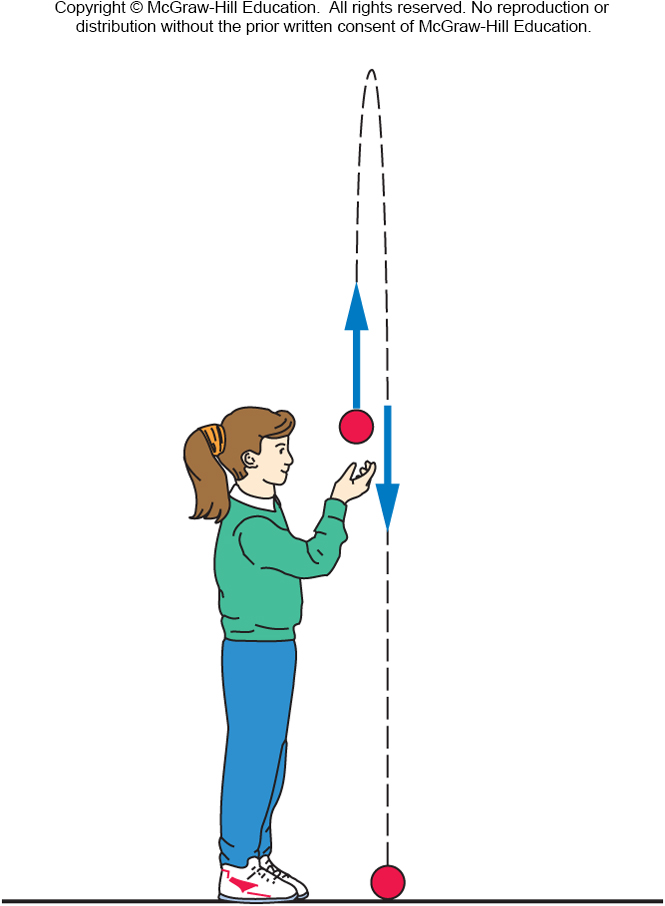 Copyright © McGraw-Hill Education.  All rights reserved. No reproduction or
distribution without the prior written consent of McGraw-Hill Education.